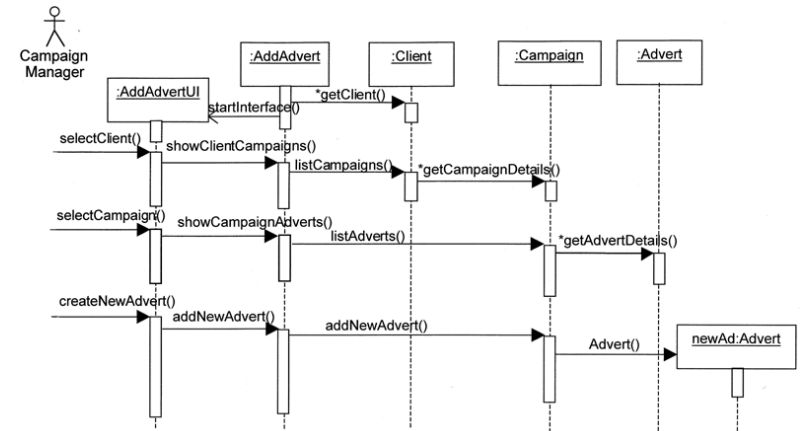 Campaign
Manager
:AddAdvertUI
:AddAdvert
:Client
:Campaign
:Advert
*getClient()
startInterface()
selectClient()
showClientCampaigns()
listCampaigns()
*getCampaignDetails()
selectCampaign()
showCampaignAdverts()
listAdverts()
*getAdvertDetails()
createNewAdvert()
addNewAdvert()
addNewAdvert()
Advert()
newAd:Advert